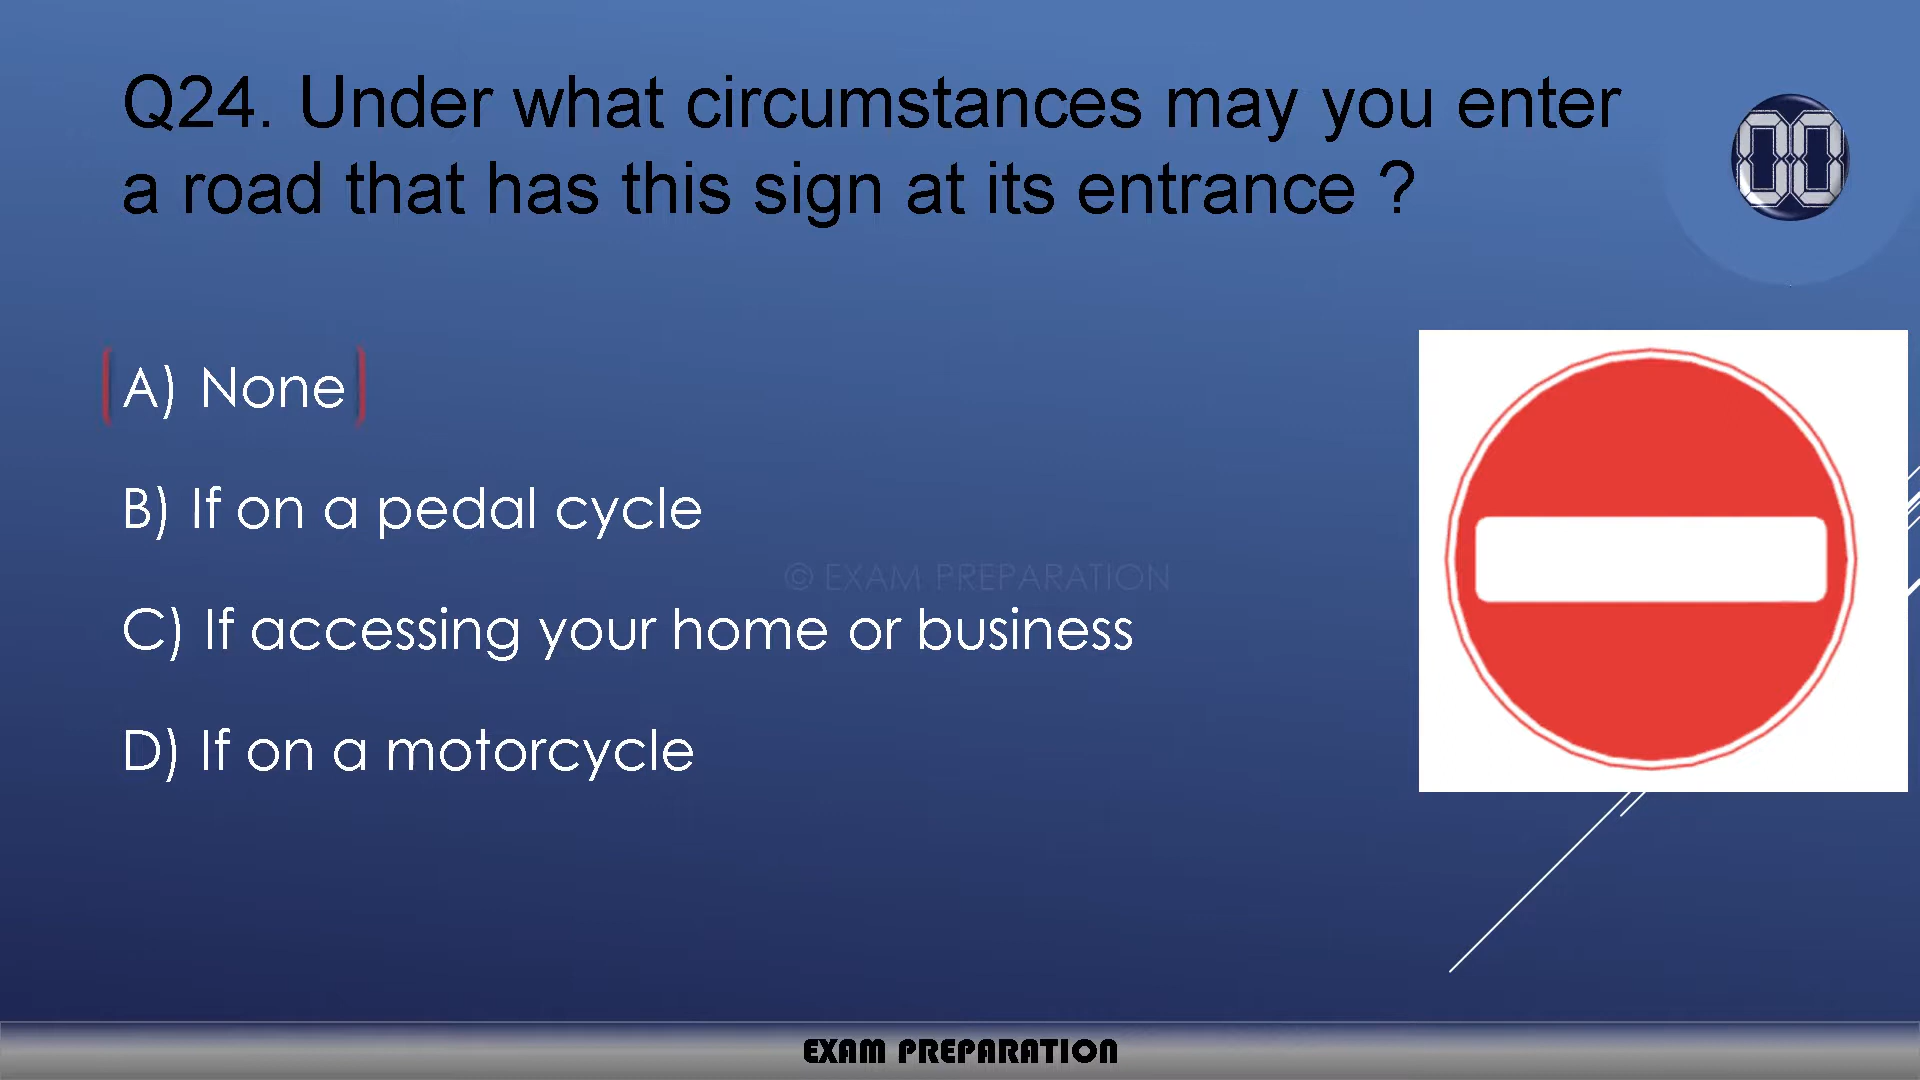 Q24. Under what circumstances may you enter
a road that has this sign at its entrance ?
00
A) None
B) If on a pedal cycle
© EXAM PREPARATION
C) If accessing your home or business
D) If on a motorcycle
EXAM PREPARATION